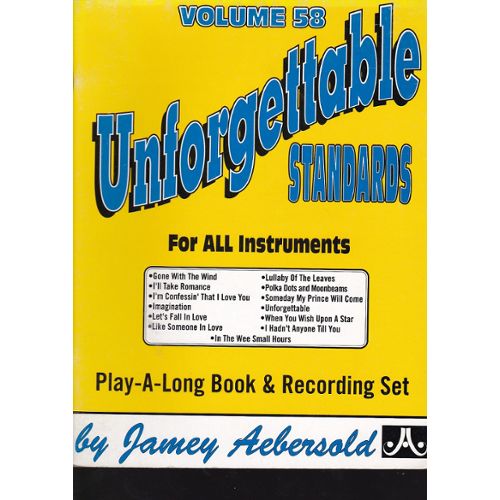 VOLUME 58
Unforgettable
STANDARDS
For ALL Instruments
•Gone With The Wind
•I'll Take Romance
•I'm Confessin' That I Love You
•Imagination
•Let's Fall In Love
•Like Someone In Love
•Lullaby Of The Leaves
•Polka Dots and Moonbeams
•Someday My Prince Will Come
•Unforgettable
•When You Wish Upon A Star
•I Hadn't Anyone Till You
•In The Wee Small Hours
Play-A-Long Book & Recording Set
by Jamey Aebersold
JA